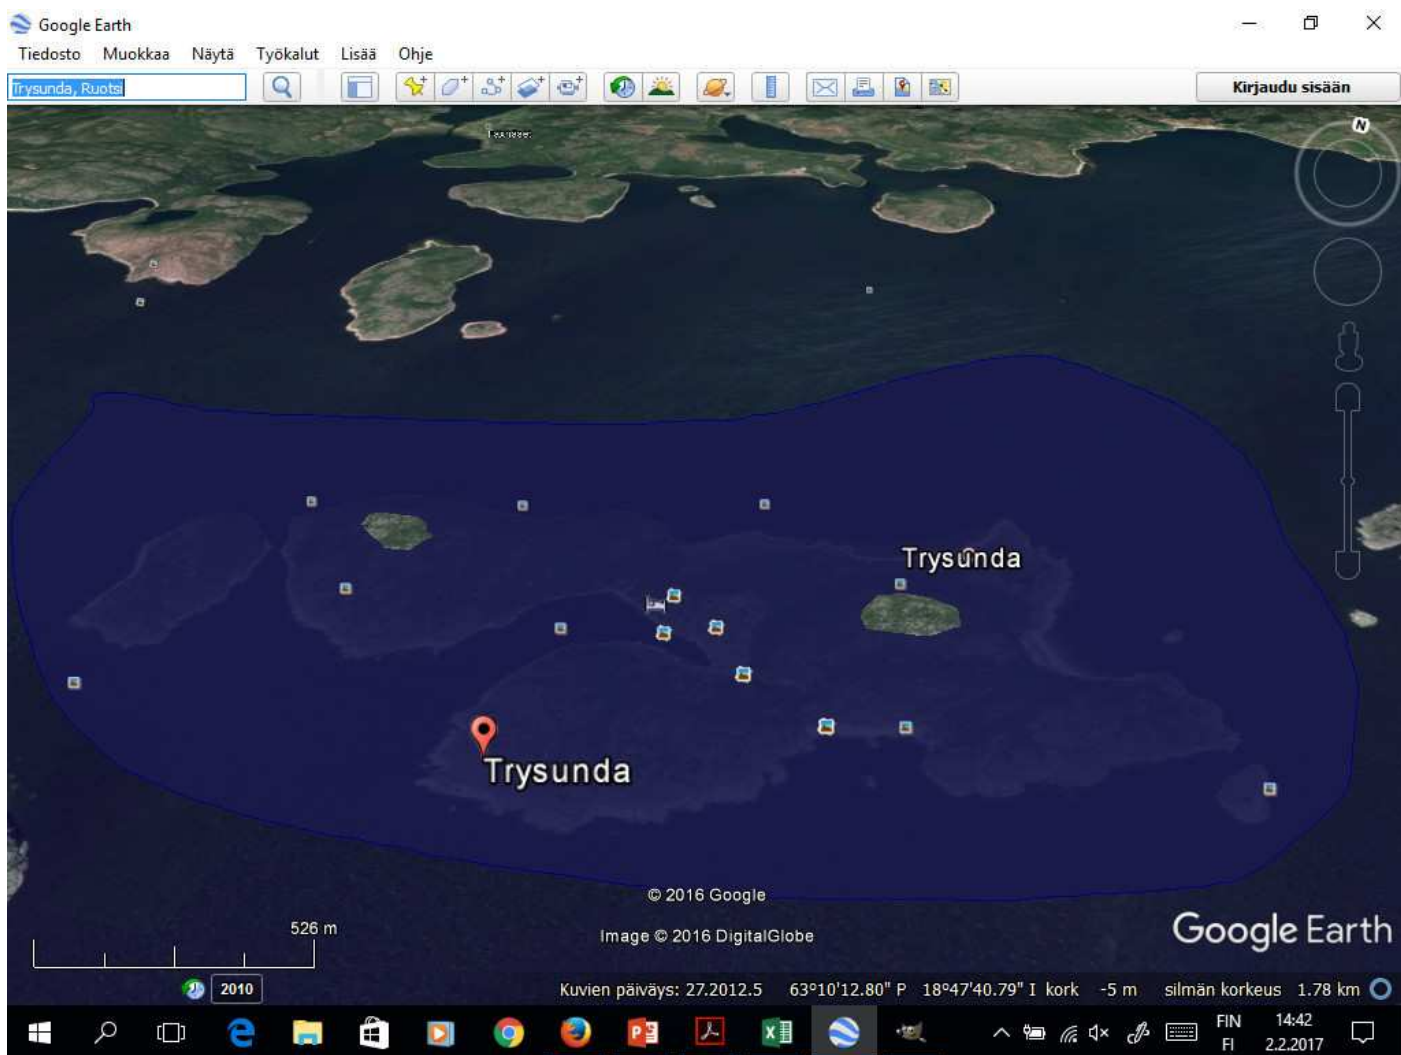 Google Earth
Tiedosto Muokkaa Näytä Työkalut Lisää Ohje
Trysunda, Ruotsi
Kirjaudu sisään
N
Trysunda
Trysunda
© 2016 Google
526 m
Image © 2016 DigitalGlobe
Google Earth
2010
Kuvien päiväys: 27.2012.5 63°10'12.80" P 18°47'40.79" I kork -5 m silmän korkeus 1.78 km
FIN 14:42
FI 2.2.2017